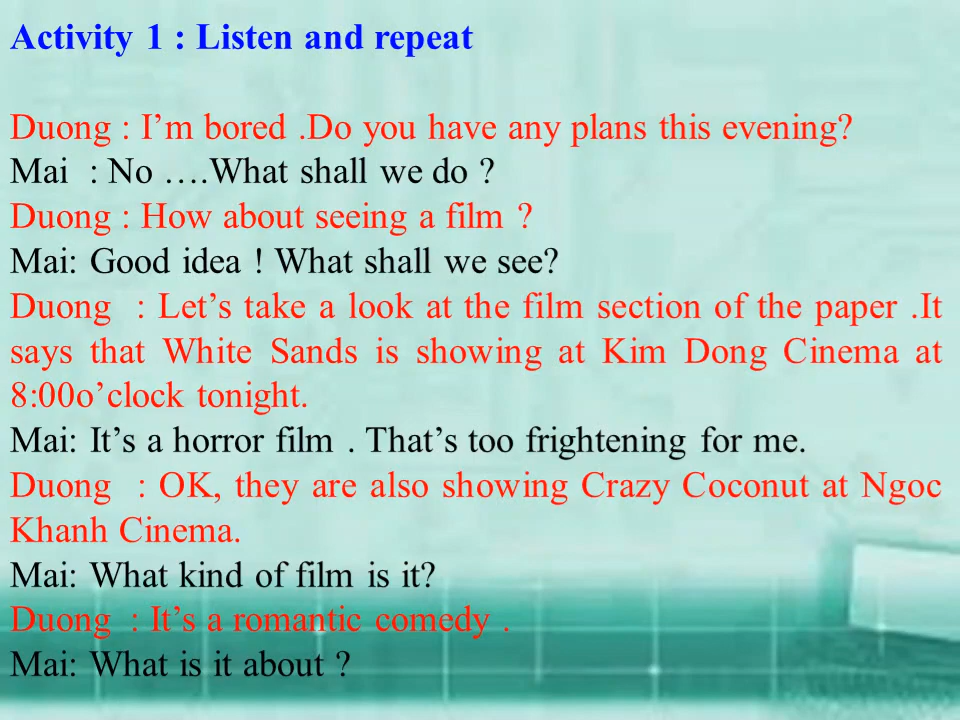 Activity 1 : Listen and repeat
Duong : I’m bored .Do you have any plans this evening?
Mai  : No ….What shall we do ?
Duong : How about seeing a film ?
Mai: Good idea ! What shall we see?
Duong  : Let’s take a look at the film section of the paper .It
says that White Sands is showing at Kim Dong Cinema at
8:00o’clock tonight.
Mai: It’s a horror film . That’s too frightening for me.
Duong  : OK, they are also showing Crazy Coconut at Ngoc
Khanh Cinema.
Mai: What kind of film is it?
Duong  : It’s a romantic comedy .
Mai: What is it about ?